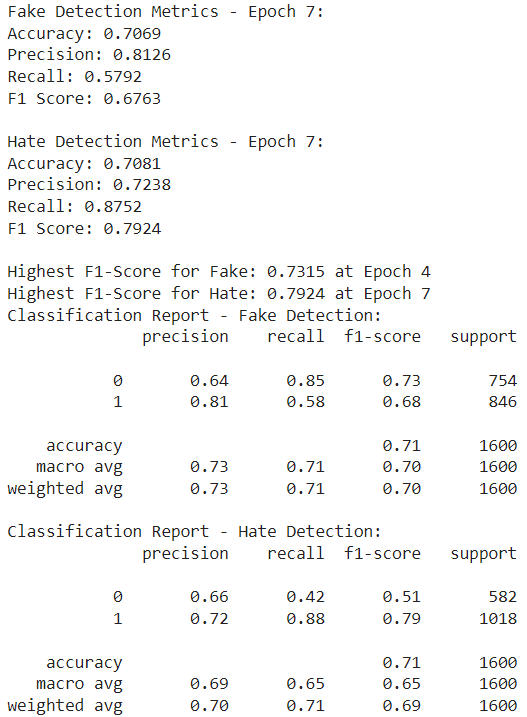 Fake Detection Metrics - Epoch 7:
Accuracy: 0.7069
Precision: 0.8126
Recall: 0.5792
F1 Score: 0.6763
Hate Detection Metrics - Epoch 7:
Accuracy: 0.7081
Precision: 0.7238
Recall: 0.8752
F1 Score: 0.7924
Highest F1-Score for Fake: 0.7315 at Epoch 4
Highest F1-Score for Hate: 0.7924 at Epoch 7
Classification Report - Fake Detection:
precision recall f1-score support
0 0.64 0.85 0.73 754
1 0.81 0.58 0.68 846
accuracy 0.71 1600
macro avg 0.73 0.71 0.70 1600
weighted avg 0.73 0.71 0.70 1600
Classification Report - Hate Detection:
precision recall f1-score support
0 0.66 0.42 0.51 582
1 0.72 0.88 0.79 1018
accuracy 0.71 1600
macro avg 0.69 0.65 0.65 1600
weighted avg 0.70 0.71 0.69 1600